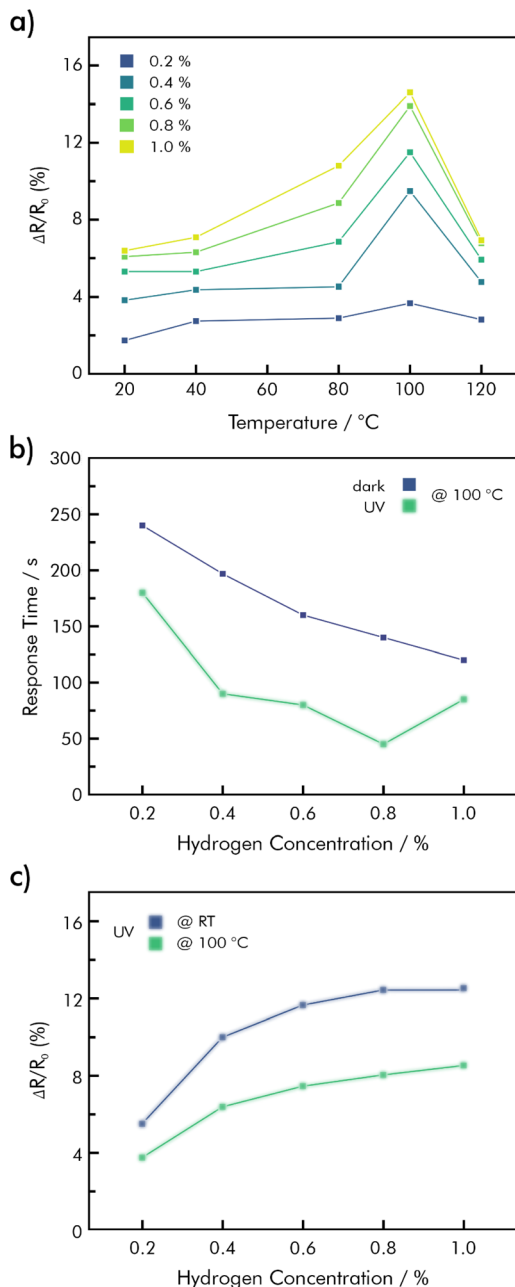 a)
16
12
8
4
0
ΔR/R₀ (%)
0.2 %
0.4 %
0.6 %
0.8 %
1.0 %
20 40 60 80 100 120
Temperature / °C
b)
300
250
200
150
100
50
0
Response Time / s
dark
UV
@ 100 °C
0.2 0.4 0.6 0.8 1.0
Hydrogen Concentration / %
c)
16
12
8
4
0
ΔR/R₀ (%)
UV
@ RT
@ 100 °C
0.2 0.4 0.6 0.8 1.0
Hydrogen Concentration / %